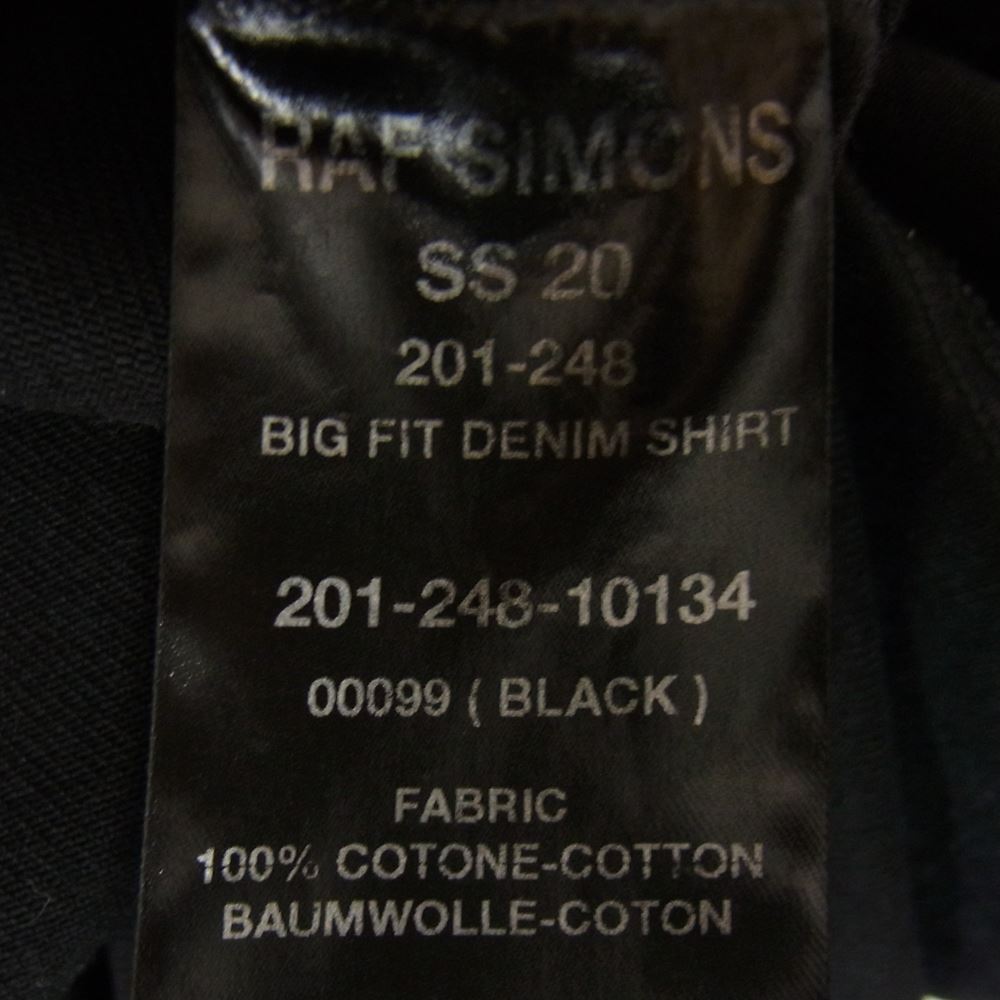 RAF SIMONS
SS 20
201-248
BIG FIT DENIM SHIRT
201-248-10134
00099 ( BLACK )
FABRIC
100% COTONE-COTTON
BAUMWOLLE-COTON